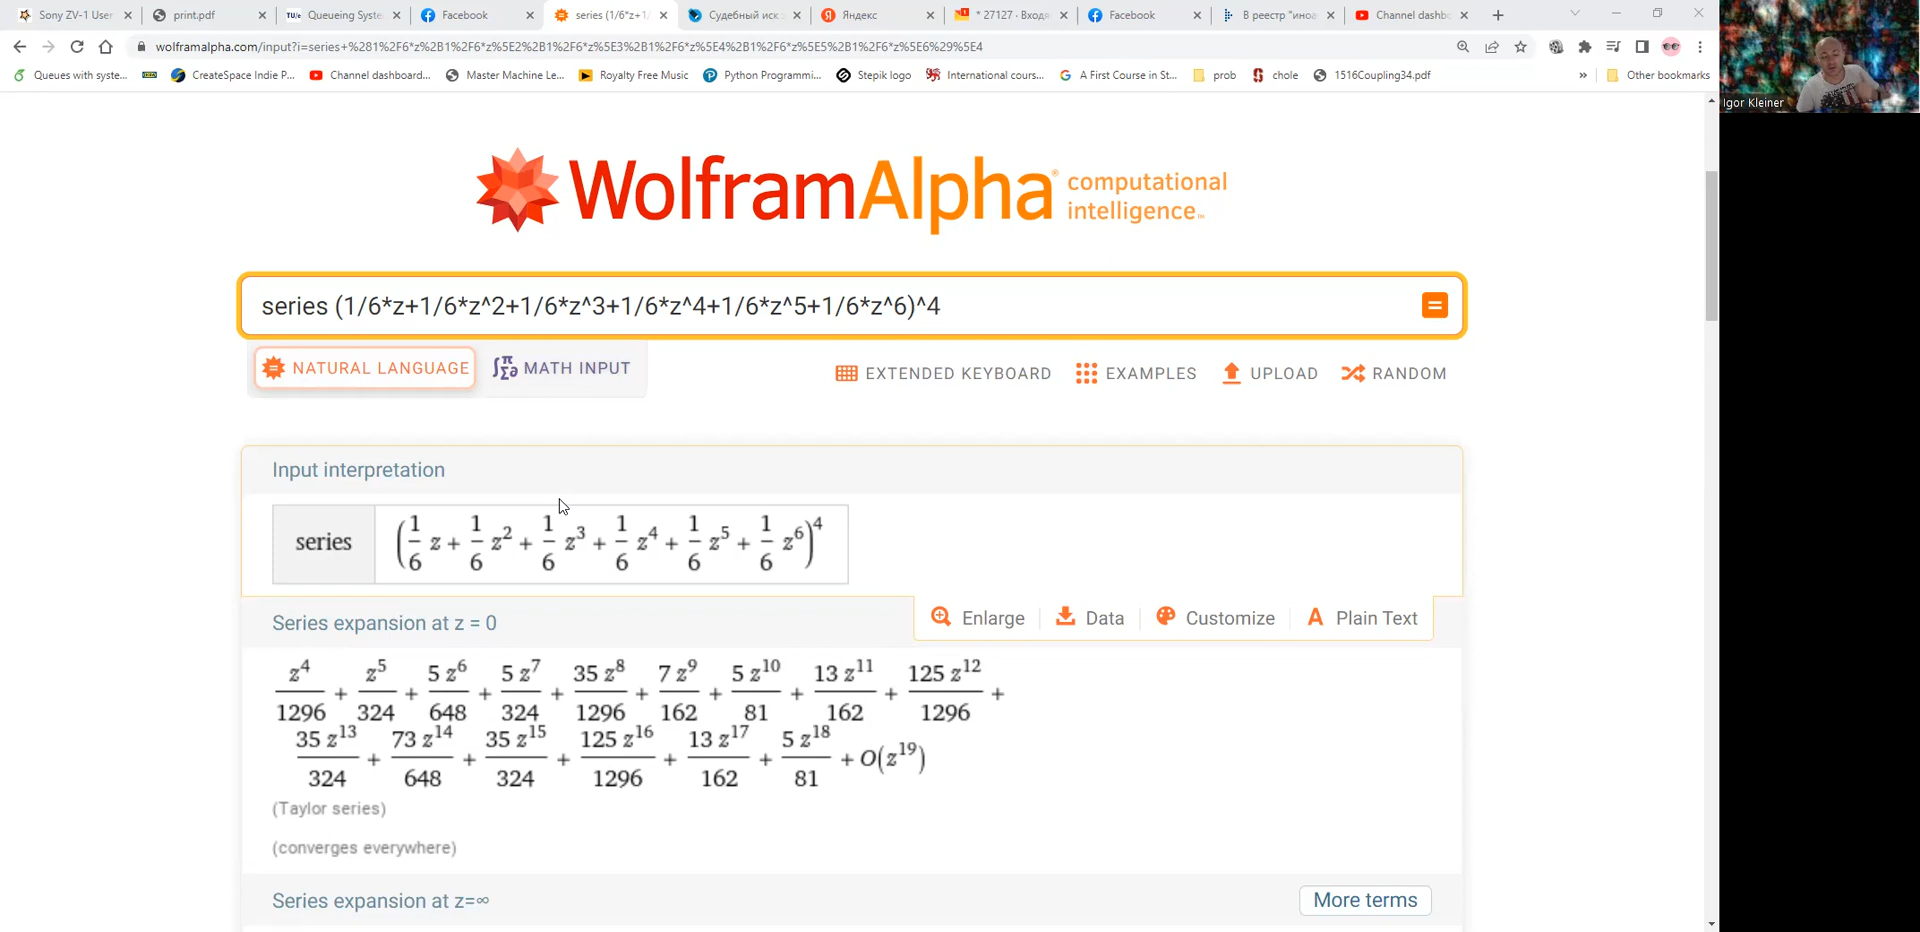 Sony ZV-1 User
print.pdf
TU/e Queueing Syste
Facebook
series (1/6*z+1/
Судебный иск
Яндекс
* 27127 · Входя
Facebook
В реестр "иноа
Channel dashb
wolframalpha.com/input?i=series+%281%2F6*z%2B1%2F6*z%5E2%2B1%2F6*z%5E3%2B1%2F6*z%5E4%2B1%2F6*z%5E5%2B1%2F6*z%5E6%29%5E4
Queues with syste...
CreateSpace Indie P...
Channel dashboard...
Master Machine Le...
Royalty Free Music
Python Programmi...
Stepik logo
International cours...
A First Course in St...
prob
chole
1516Coupling34.pdf
»
Other bookmarks
Igor Kleiner
WolframAlpha computational intelligence™
series (1/6*z+1/6*z^2+1/6*z^3+1/6*z^4+1/6*z^5+1/6*z^6)^4
NATURAL LANGUAGE
MATH INPUT
EXTENDED KEYBOARD
EXAMPLES
UPLOAD
RANDOM
Input interpretation
series (1/6 z + 1/6 z^2 + 1/6 z^3 + 1/6 z^4 + 1/6 z^5 + 1/6 z^6)^4
Series expansion at z = 0
Enlarge
Data
Customize
Plain Text
z^4/1296 + z^5/324 + 5 z^6/648 + 5 z^7/324 + 35 z^8/1296 + 7 z^9/162 + 5 z^10/81 + 13 z^11/162 + 125 z^12/1296 +
35 z^13/324 + 73 z^14/648 + 35 z^15/324 + 125 z^16/1296 + 13 z^17/162 + 5 z^18/81 + O(z^19)
(Taylor series)
(converges everywhere)
Series expansion at z=∞
More terms